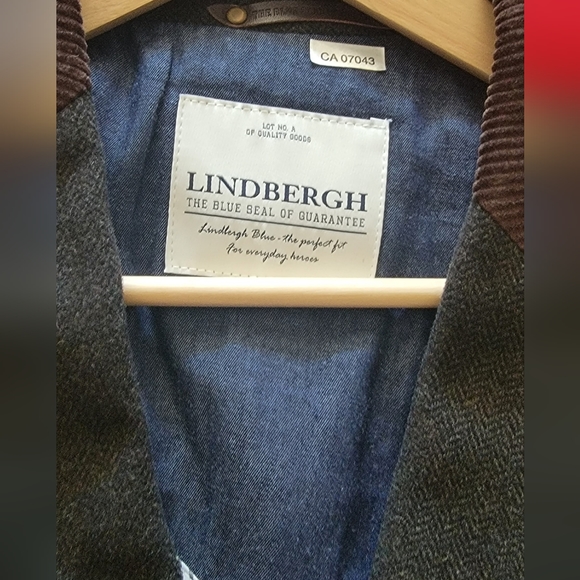 CA 07043
LOT NO. A
OF QUALITY GOODS
LINDBERGH
THE BLUE SEAL OF GUARANTEE
Lindbergh Blue - the perfect fit
For everyday heroes